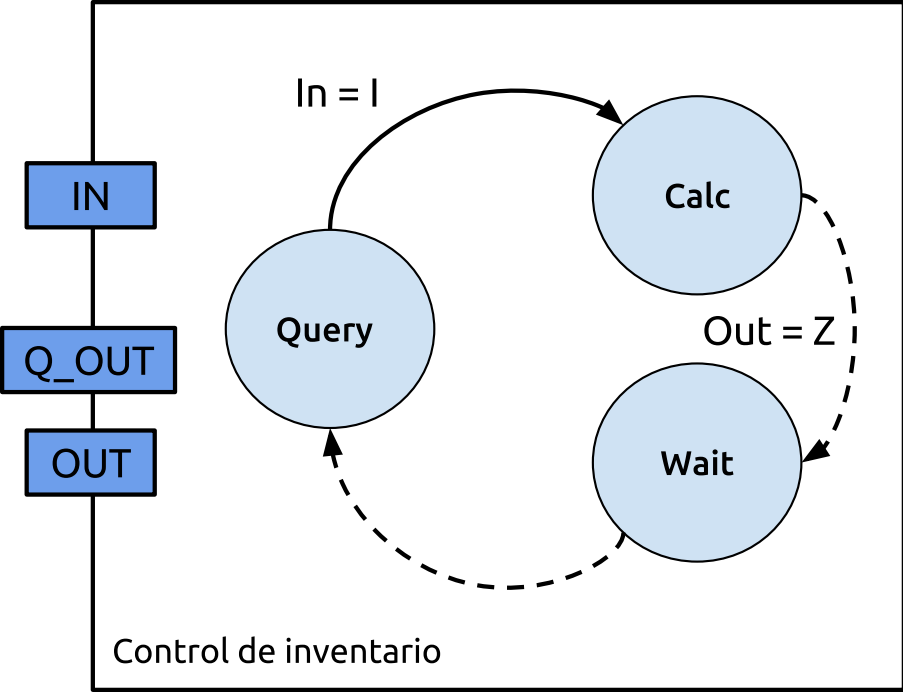 In = I
IN
Calc
Query
Out = Z
Q_OUT
OUT
Wait
Control de inventario